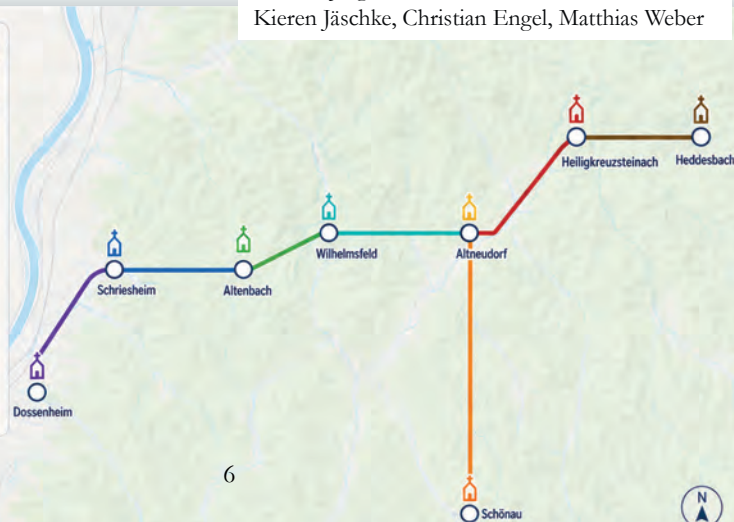 Kieren Jäschke, Christian Engel, Matthias Weber
Heiligkreuzsteinach
Heddesbach
Wilhelmsfeld
Altneudorf
Schriesheim
Altenbach
Dossenheim
6
Schönau
N